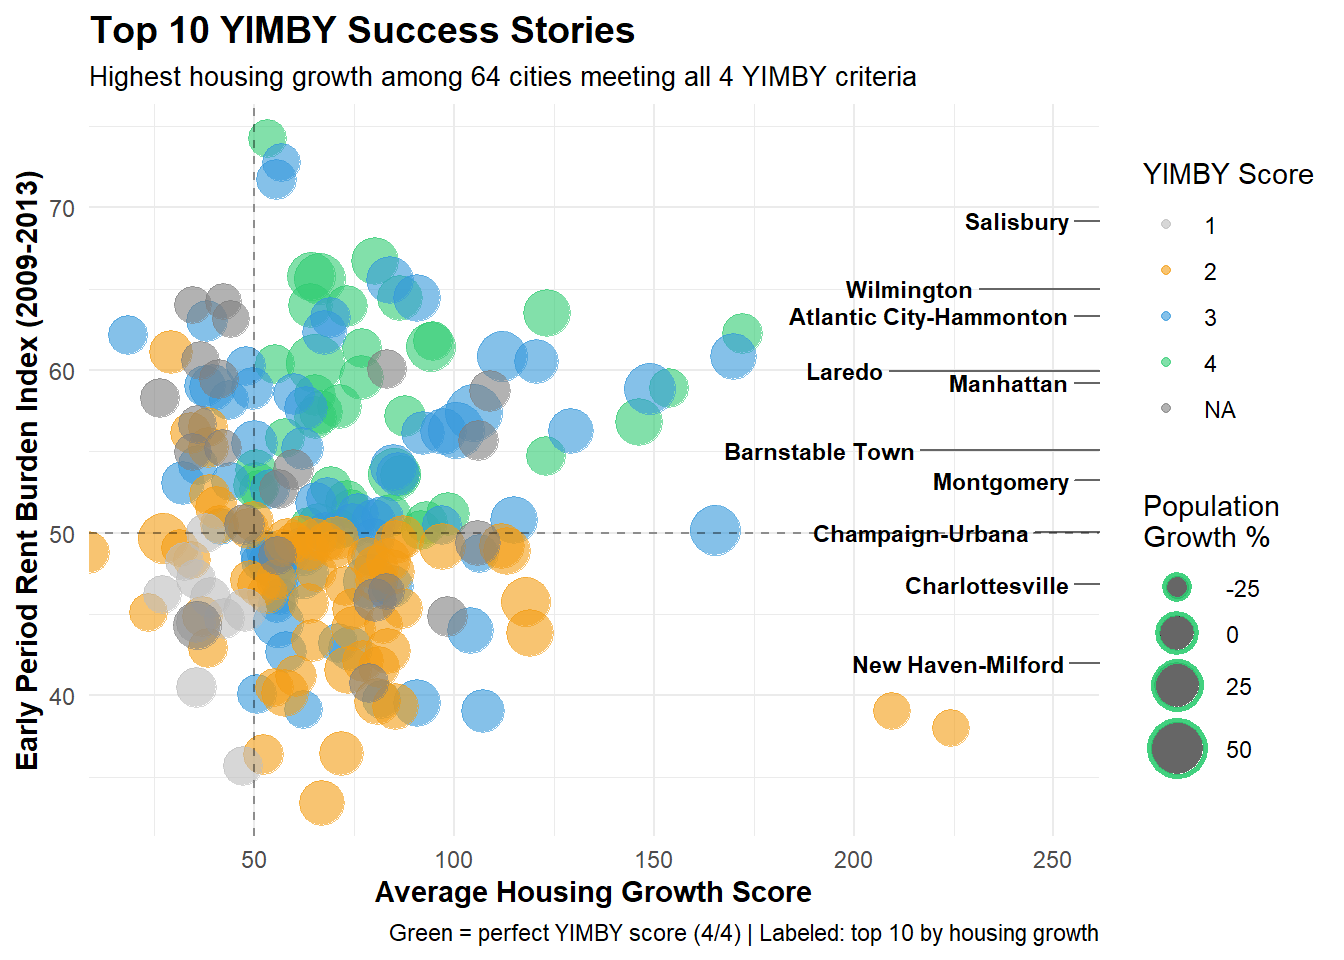 Top 10 YIMBY Success Stories
Highest housing growth among 64 cities meeting all 4 YIMBY criteria
Early Period Rent Burden Index (2009-2013)
70
60
50
40
Salisbury
Wilmington
Atlantic City-Hammonton
Laredo
Manhattan
Barnstable Town
Montgomery
Champaign-Urbana
Charlottesville
New Haven-Milford
50
100
150
200
250
Average Housing Growth Score
Green = perfect YIMBY score (4/4) | Labeled: top 10 by housing growth
YIMBY Score
1
2
3
4
NA
Population
Growth %
-25
0
25
50